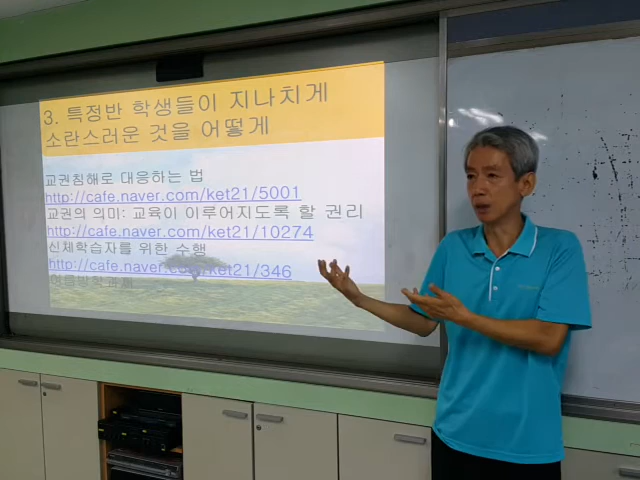 3. 특정반 학생들이 지나치게
소란스러운 것을 어떻게
교권침해로 대응하는 법
http://cafe.naver.com/ket21/5001
교권의 의미: 교육이 이루어지도록 할 권리
http://cafe.naver.com/ket21/10274
신체학습자를 위한 수행
http://cafe.naver.com/ket21/346